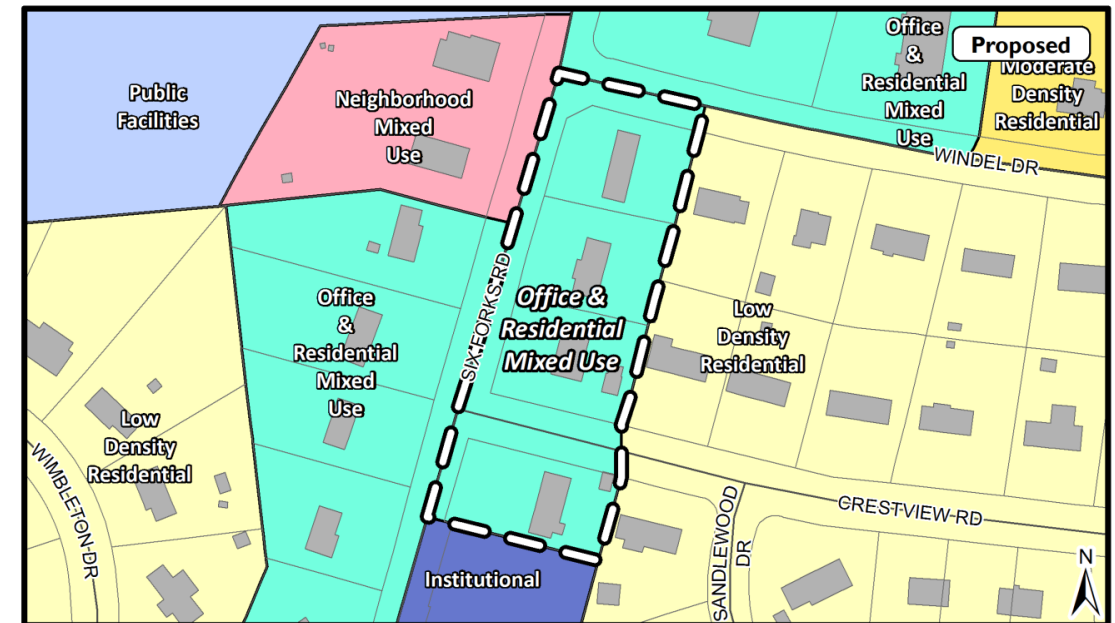 Proposed
Public
Facilities
Neighborhood
Mixed
Use
Office
&
Residential
Mixed
Use
Moderate
Density
Residential
WINDEL DR
SIX FORKS RD
Office
&
Residential
Mixed
Use
Office &
Residential
Mixed Use
Low
Density
Residential
Low
Density
Residential
WIMBLETON DR
CRESTVIEW RD
SANDLEWOOD
DR
Institutional
N